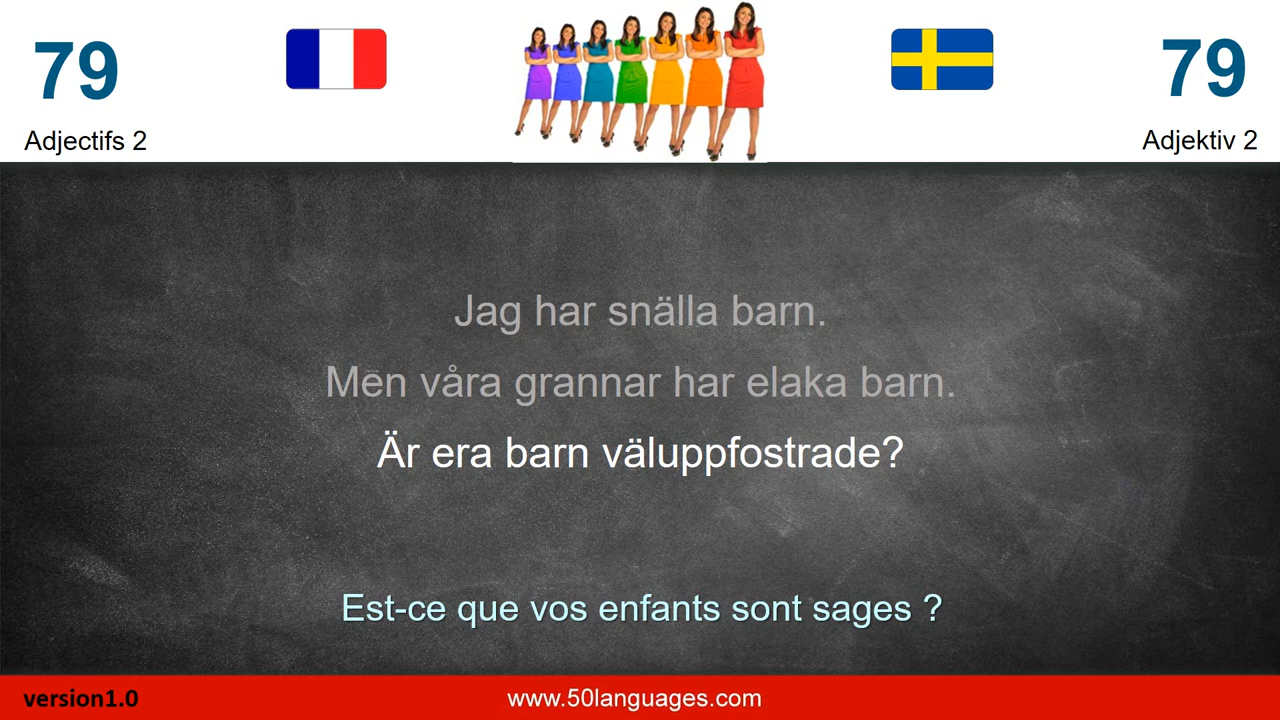 79
79
Adjectifs 2
Adjektiv 2
Jag har snälla barn.
Men våra grannar har elaka barn.
Är era barn väluppfostrade?
Est-ce que vos enfants sont sages ?
version1.0
www.50languages.com